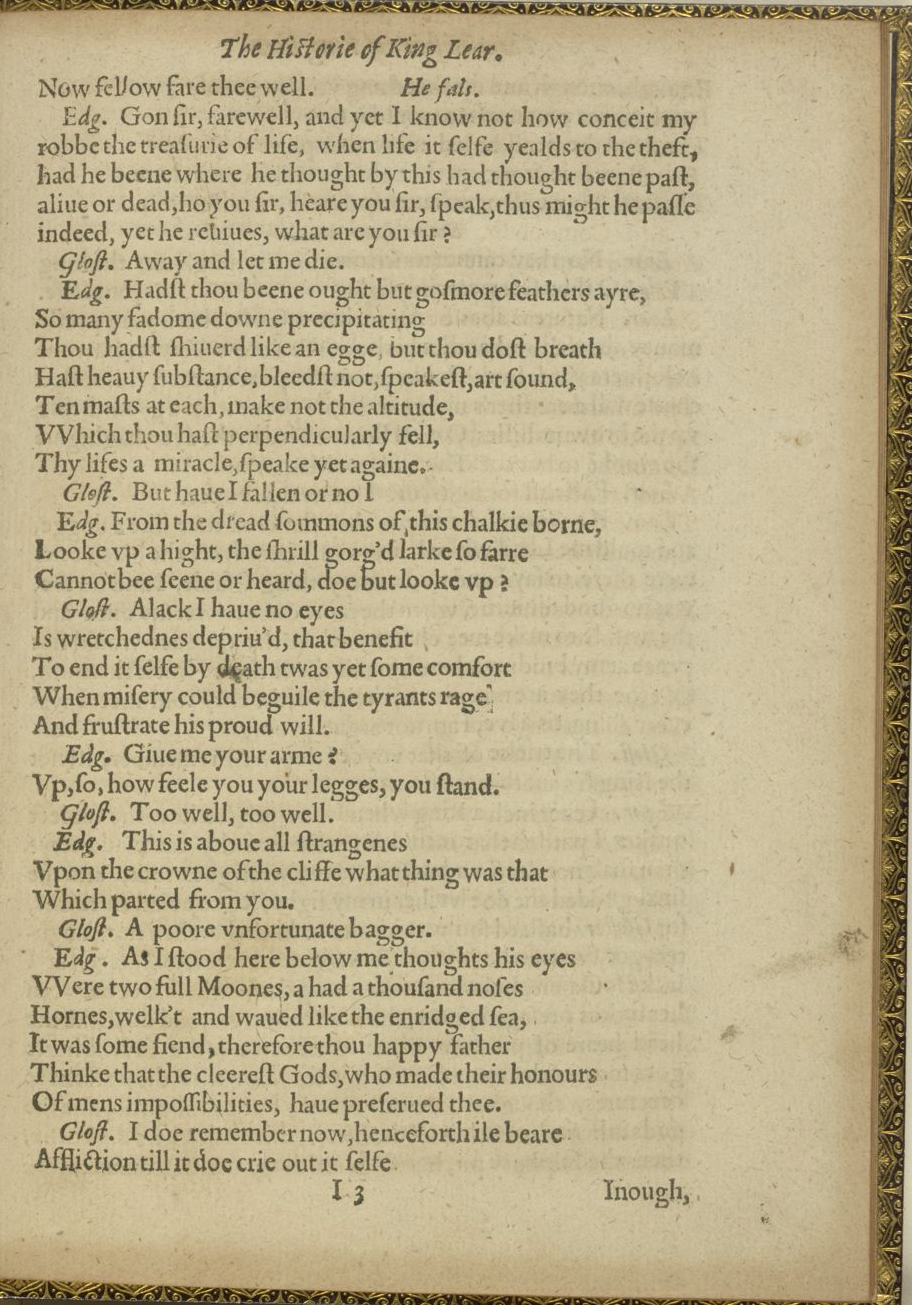 The Hiſtorie of King Lear.
Now fellow fare thee well. He fals.
Edg. Gon ſir, farewell, and yet I know not how conceit my
robbe the treaſurie of life, when life it ſelfe yealds to the theft,
had he beene where he thought by this had thought beene paſt,
aliue or dead,ho you ſir, heare you ſir, ſpeak,thus might he paſſe
indeed, yet he reuiues, what are you ſir?
Gloſt. Away and let me die.
Edg. Hadſt thou beene ought but goſmore feathers ayre,
So many fadome downe precipitating
Thou hadſt ſhiuerd like an egge, but thou doſt breath
Haſt heauy ſubſtance,bleedſt not,ſpeakeſt,art ſound,
Ten maſts at each,make not the altitude,
VVhich thou haſt perpendicularly fell,
Thy lifes a miracle,ſpeake yet againe.
Gloſt. But haue I fallen or no l
Edg. From the dread ſommons of this chalkie borne,
Looke vp a hight, the ſhrill gorg'd larke ſo farre
Cannot bee ſeene or heard, doe but looke vp?
Gloſt. Alack I haue no eyes
Is wretchednes depriu'd, that benefit
To end it ſelfe by death twas yet ſome comfort
When miſery could beguile the tyrants rage
And fruſtrate his proud will.
Edg. Giue me your arme?
Vp,ſo, how feele you your legges, you ſtand.
Gloſt. Too well, too well.
Edg. This is aboue all ſtrangenes
Vpon the crowne of the cliffe what thing was that
Which parted from you.
Gloſt. A poore vnfortunate bagger.
Edg. As I ſtood here below me thoughts his eyes
VVere two full Moones, a had a thouſand noſes
Hornes,welk't and waued like the enridged ſea,
It was ſome fiend, therefore thou happy father
Thinke that the cleereſt Gods,who made their honours
Of mens impoſſibilities, haue preſerued thee.
Gloſt. I doe remember now,henceforth ile beare
Affliction till it doe crie out it ſelfe
I 3 Inough,